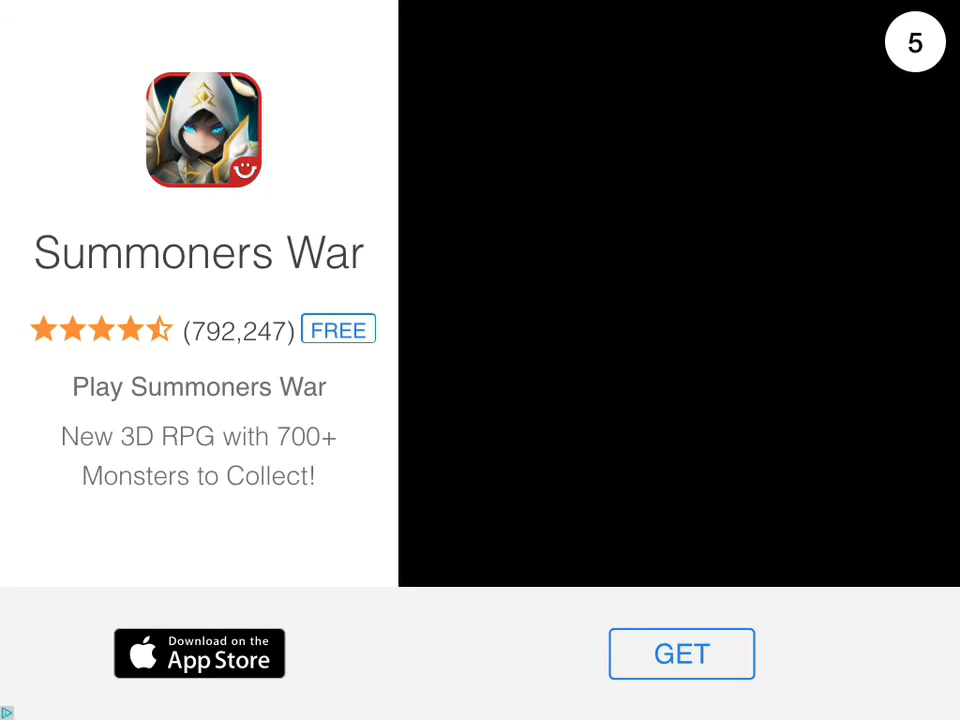 5
Summoners War
(792,247) FREE
Play Summoners War
New 3D RPG with 700+
Monsters to Collect!
Download on the
App Store
GET